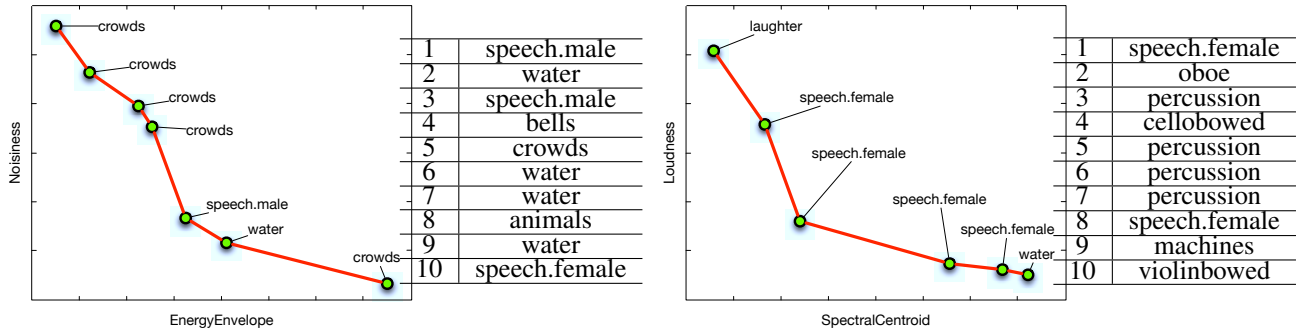 crowds
crowds
crowds
crowds
speech.male
water
crowds
Noisiness
EnergyEnvelope
1 speech.male
2 water
3 speech.male
4 bells
5 crowds
6 water
7 water
8 animals
9 water
10 speech.female
laughter
speech.female
speech.female
speech.female
speech.female
water
Loudness
SpectralCentroid
1 speech.female
2 oboe
3 percussion
4 cellobowed
5 percussion
6 percussion
7 percussion
8 speech.female
9 machines
10 violinbowed